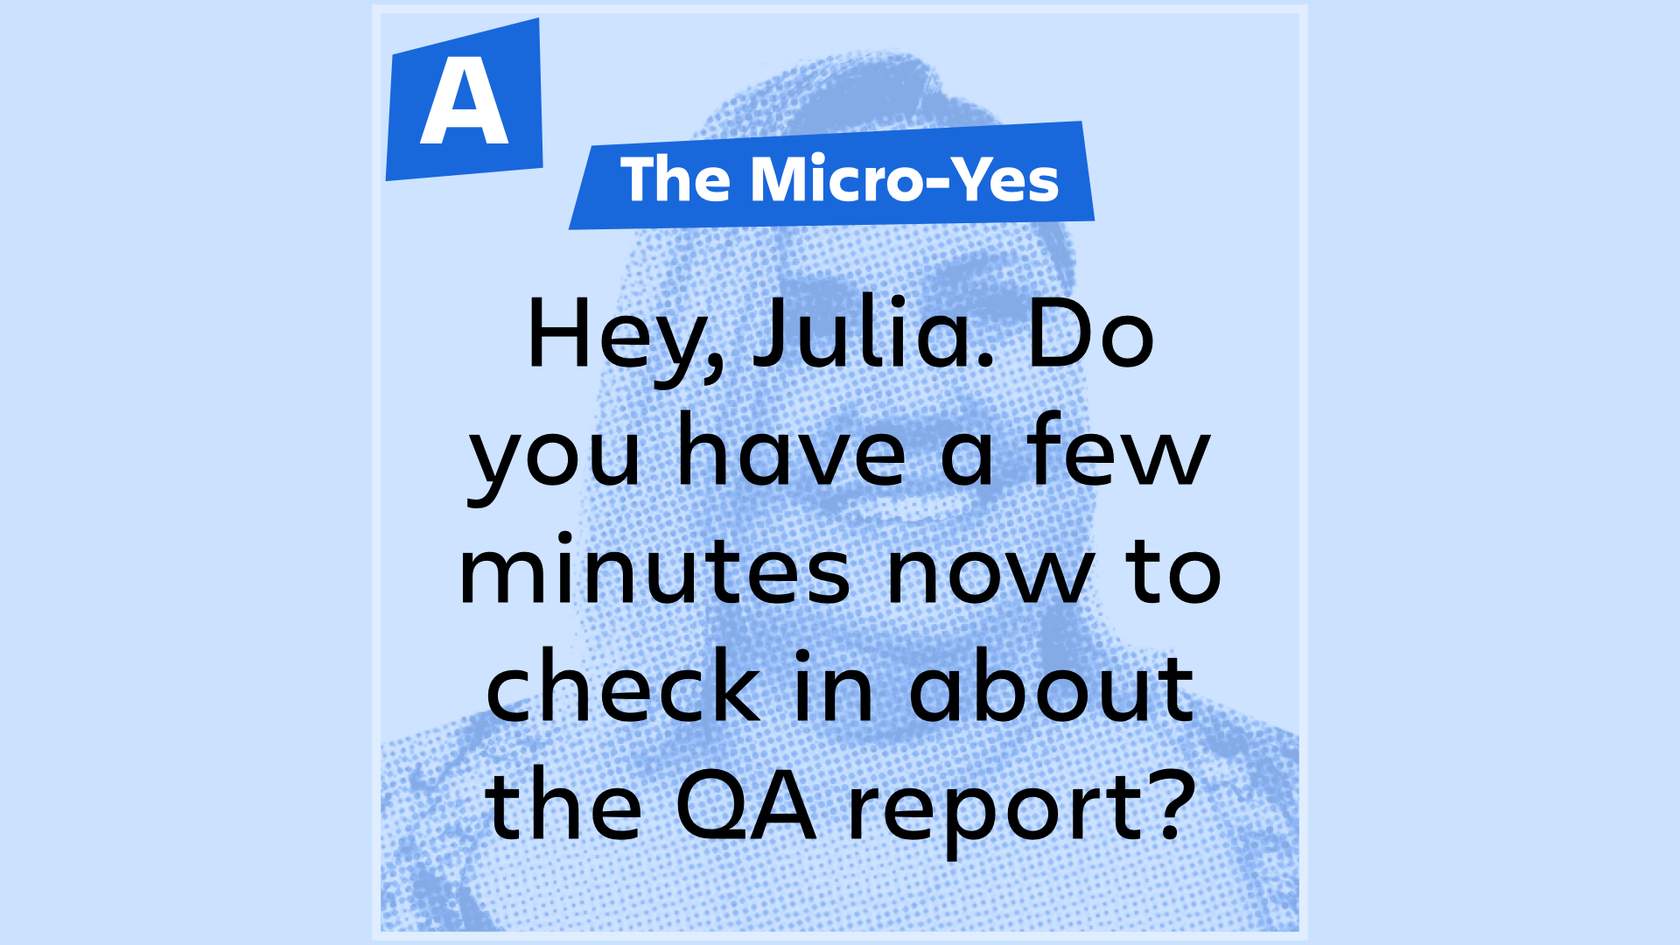 A
The Micro-Yes
Hey, Julia. Do
you have a few
minutes now to
check in about
the QA report?